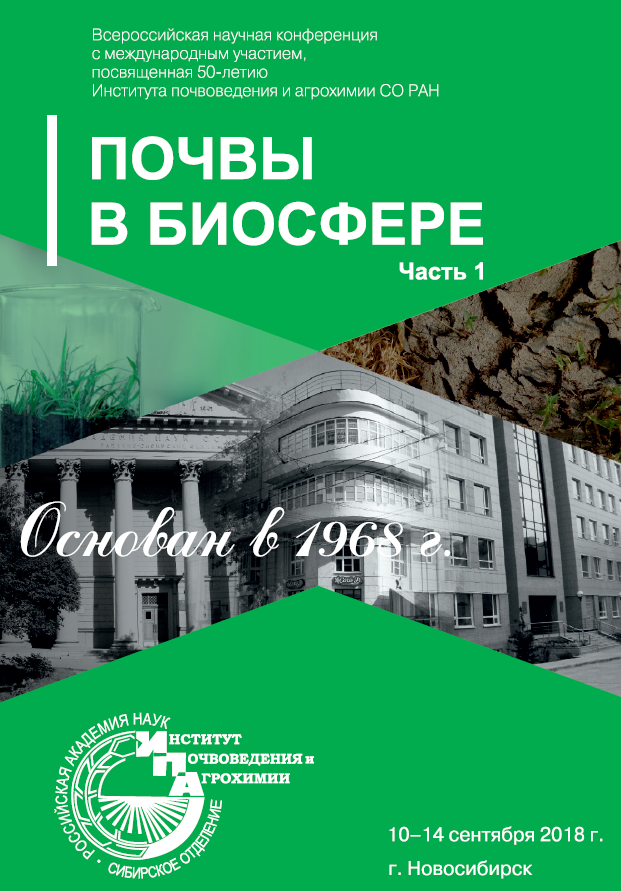 Всероссийская научная конференция
с международным участием,
посвященная 50-летию
Института почвоведения и агрохимии СО РАН
ПОЧВЫ
В БИОСФЕРЕ
Часть 1
Основан в 1968 г.
РОССИЙСКАЯ АКАДЕМИЯ НАУК
ИНСТИТУТ
ПОЧВОВЕДЕНИЯ И
АГРОХИМИИ
СИБИРСКОЕ ОТДЕЛЕНИЕ
10–14 сентября 2018 г.
г. Новосибирск